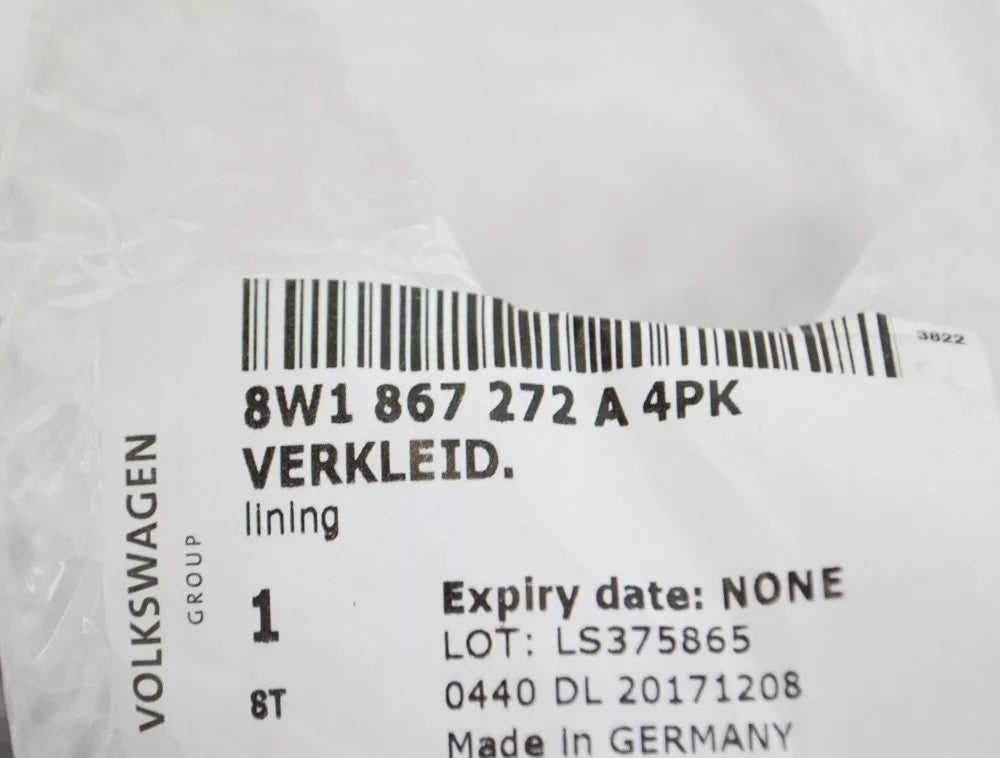 3822
8W1 867 272 A 4PK
VERKLEID.
lining
VOLKSWAGEN
GROUP
1
Expiry date: NONE
LOT: LS375865
8T
0440 DL 20171208
Made in GERMANY